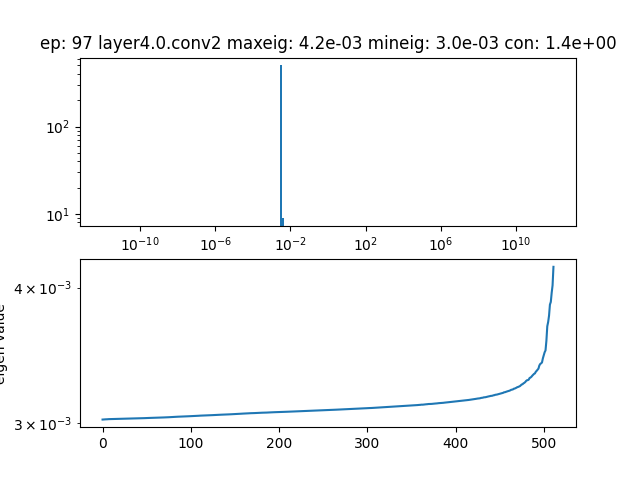 ep: 97 layer4.0.conv2 maxeig: 4.2e-03 mineig: 3.0e-03 con: 1.4e+00
10²
10¹
10⁻¹⁰ 10⁻⁶ 10⁻² 10² 10⁶ 10¹⁰
eigen value
4 × 10⁻³
3 × 10⁻³
0 100 200 300 400 500